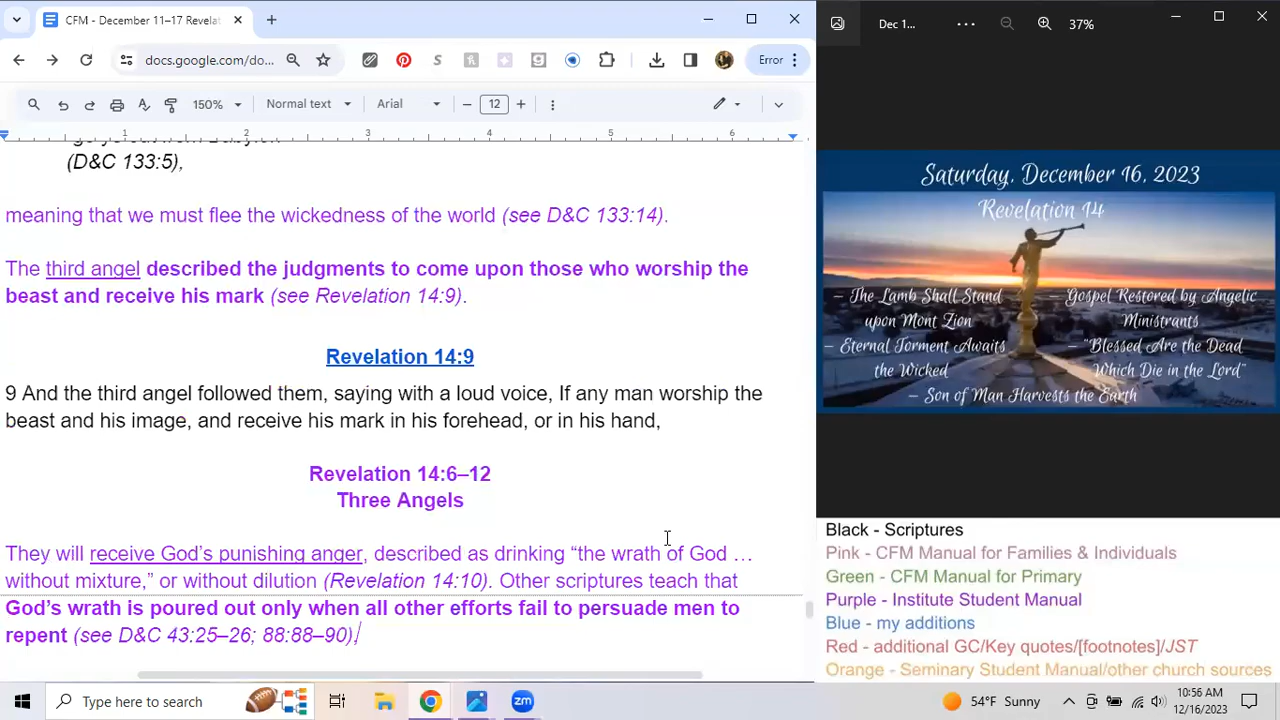 CFM - December 11–17 Revelat
docs.google.com/do...
Error
150%
Normal text
Arial
12
1
2
3
4
5
6
(D&C 133:5),
meaning that we must flee the wickedness of the world (see D&C 133:14).
The third angel described the judgments to come upon those who worship the
beast and receive his mark (see Revelation 14:9).
Revelation 14:9
9 And the third angel followed them, saying with a loud voice, If any man worship the
beast and his image, and receive his mark in his forehead, or in his hand,
Revelation 14:6–12
Three Angels
They will receive God's punishing anger, described as drinking “the wrath of God …
without mixture,” or without dilution (Revelation 14:10). Other scriptures teach that
God's wrath is poured out only when all other efforts fail to persuade men to
repent (see D&C 43:25–26; 88:88–90).
Dec 1...
37%
Saturday, December 16, 2023
Revelation 14
– The Lamb Shall Stand
upon Mont Zion
– Eternal Torment Awaits
the Wicked
– Gospel Restored by Angelic
Ministrants
– "Blessed Are the Dead
Which Die in the Lord"
– Son of Man Harvests the Earth
Black - Scriptures
Pink - CFM Manual for Families & Individuals
Green - CFM Manual for Primary
Purple - Institute Student Manual
Blue - my additions
Red - additional GC/Key quotes/[footnotes]/JST
Orange - Seminary Student Manual/other church sources
Type here to search
zm
54°F Sunny
10:56 AM
12/16/2023